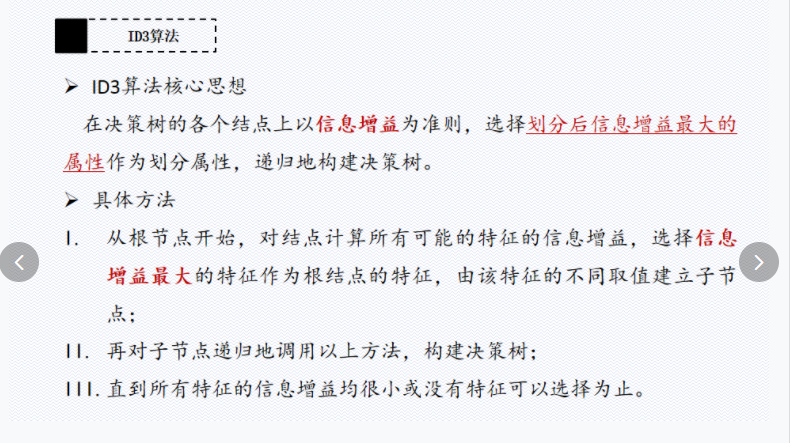 ID3算法
➢ ID3算法核心思想
在决策树的各个结点上以信息增益为准则，选择划分后信息增益最大的
属性作为划分属性，递归地构建决策树。
➢ 具体方法
I. 从根节点开始，对结点计算所有可能的特征的信息增益，选择信息
增益最大的特征作为根结点的特征，由该特征的不同取值建立子节
点；
II. 再对子节点递归地调用以上方法，构建决策树；
III. 直到所有特征的信息增益均很小或没有特征可以选择为止。